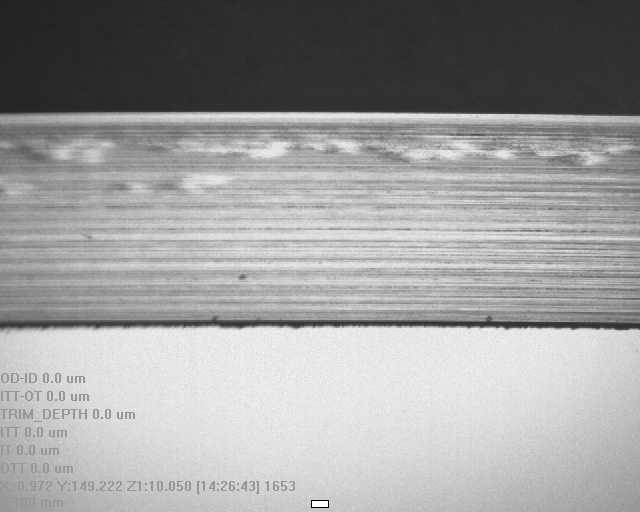 OD-ID 0.0 um
ITT-OT 0.0 um
TRIM_DEPTH 0.0 um
ITT 0.0 um
IT 0.0 um
OTT 0.0 um
Y:149.222 Z1:10.050 [14:26:43] 1653
mm